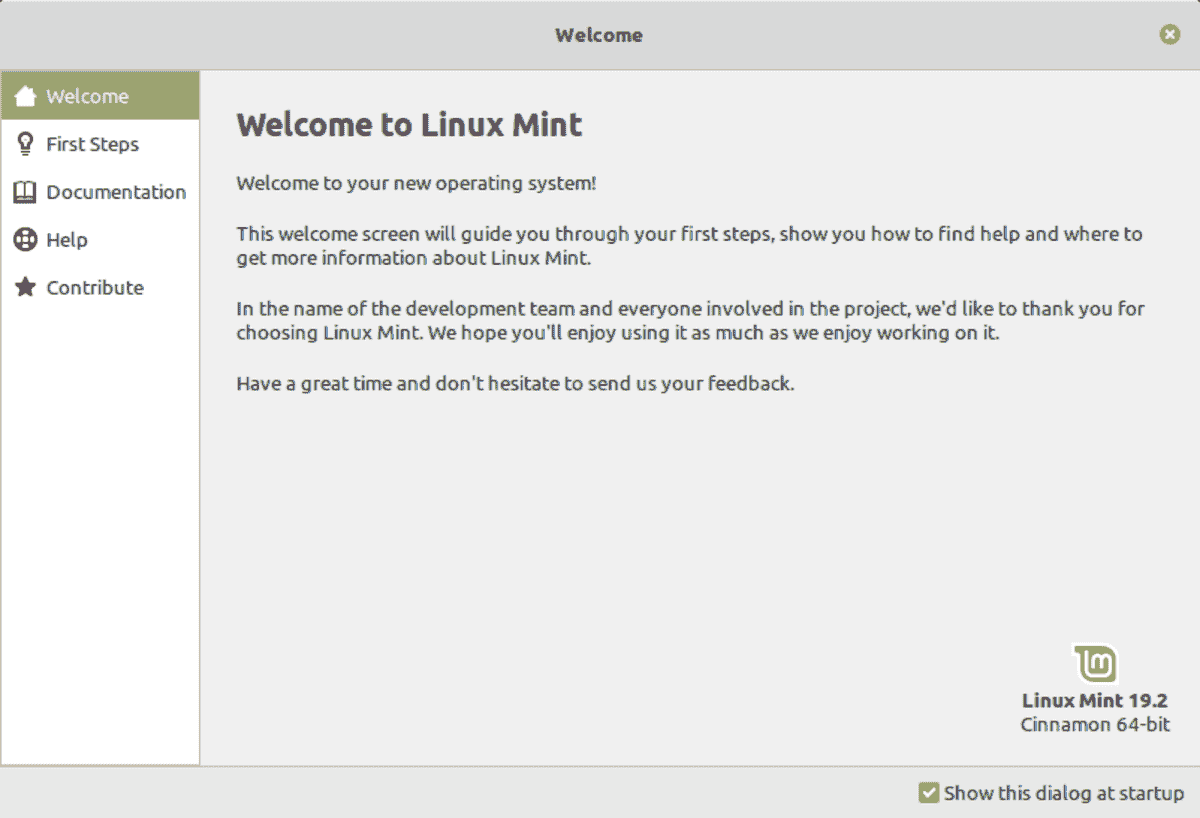 Welcome
Welcome
First Steps
Documentation
Help
Contribute
Welcome to Linux Mint
Welcome to your new operating system!
This welcome screen will guide you through your first steps, show you how to find help and where to
get more information about Linux Mint.
In the name of the development team and everyone involved in the project, we'd like to thank you for
choosing Linux Mint. We hope you'll enjoy using it as much as we enjoy working on it.
Have a great time and don't hesitate to send us your feedback.
Linux Mint 19.2
Cinnamon 64-bit
Show this dialog at startup